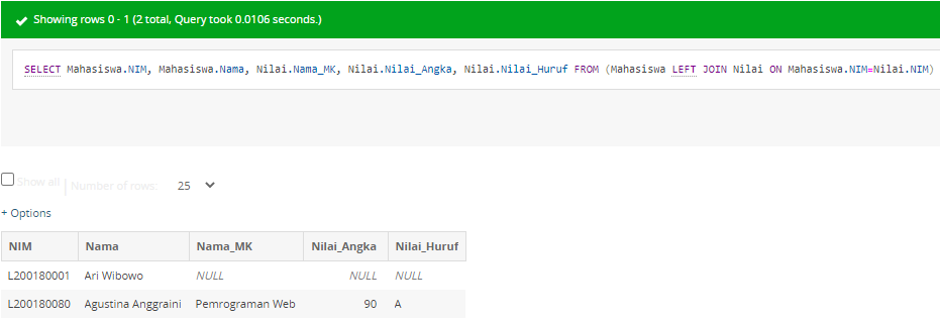 Showing rows 0 - 1 (2 total, Query took 0.0106 seconds.)
SELECT Mahasiswa.NIM, Mahasiswa.Nama, Nilai.Nama_MK, Nilai.Nilai_Angka, Nilai.Nilai_Huruf FROM (Mahasiswa LEFT JOIN Nilai ON Mahasiswa.NIM=Nilai.NIM)
Show all | Number of rows: 25
+ Options
NIM Nama Nama_MK Nilai_Angka Nilai_Huruf
L200180001 Ari Wibowo NULL NULL NULL
L200180080 Agustina Anggraini Pemrograman Web 90 A